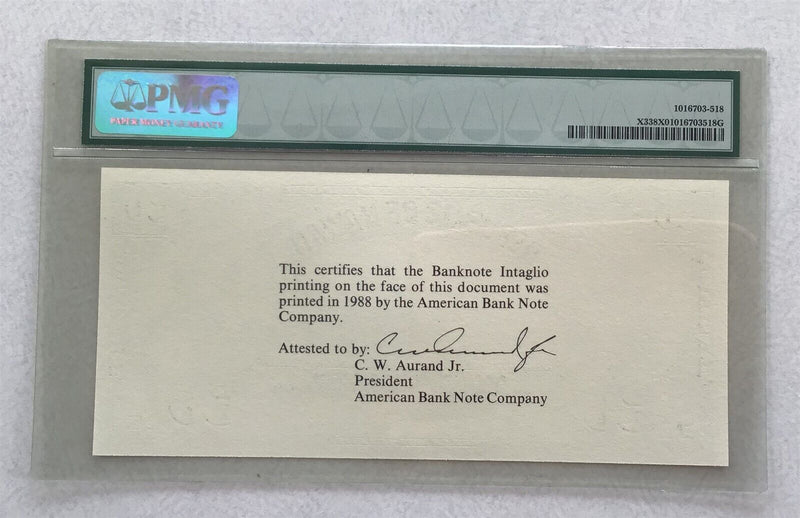 PMG
PAPER MONEY GUARANTY
1016703-518
X338X01016703518G
This certifies that the Banknote Intaglio
printing on the face of this document was
printed in 1988 by the American Bank Note
Company.
Attested to by:
C. W. Aurand Jr.
President
American Bank Note Company